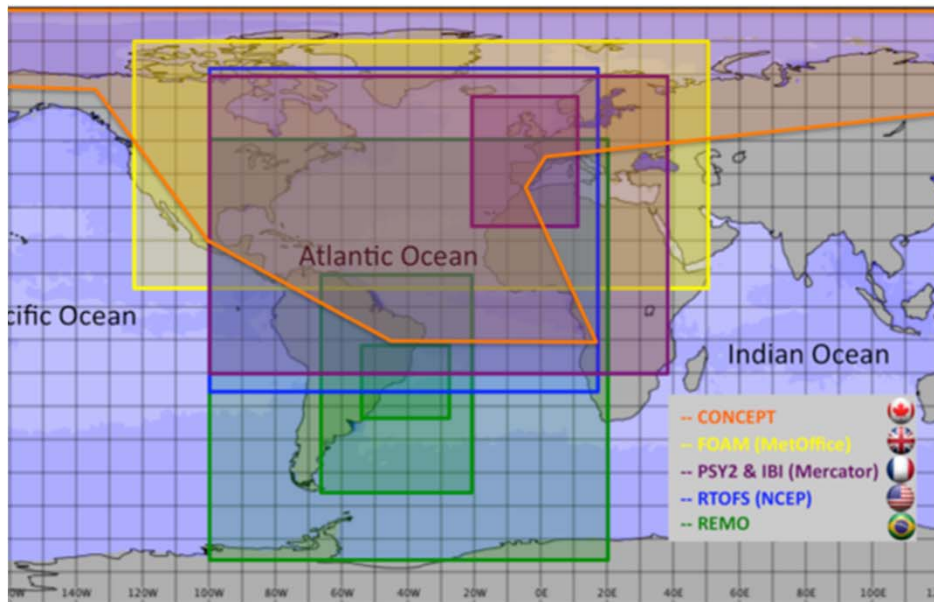 Atlantic Ocean
cific Ocean
Indian Ocean
-- CONCEPT
-- FOAM (MetOffice)
-- PSY2 & IBI (Mercator)
-- RTOFS (NCEP)
-- REMO
0W 140W 120W 100W 80W 60W 40W 20W 0E 20E 40E 60E 80E 100E 12